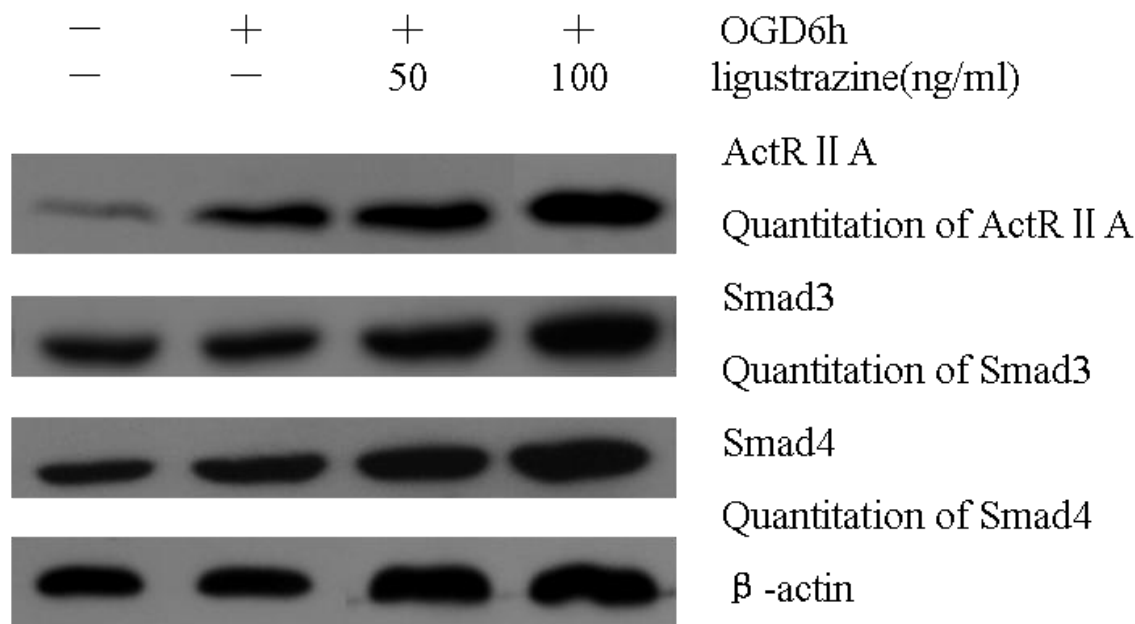 — + + + OGD6h
— — 50 100 ligustrazine(ng/ml)
ActR Ⅱ A
Quantitation of ActR Ⅱ A
Smad3
Quantitation of Smad3
Smad4
Quantitation of Smad4
β-actin